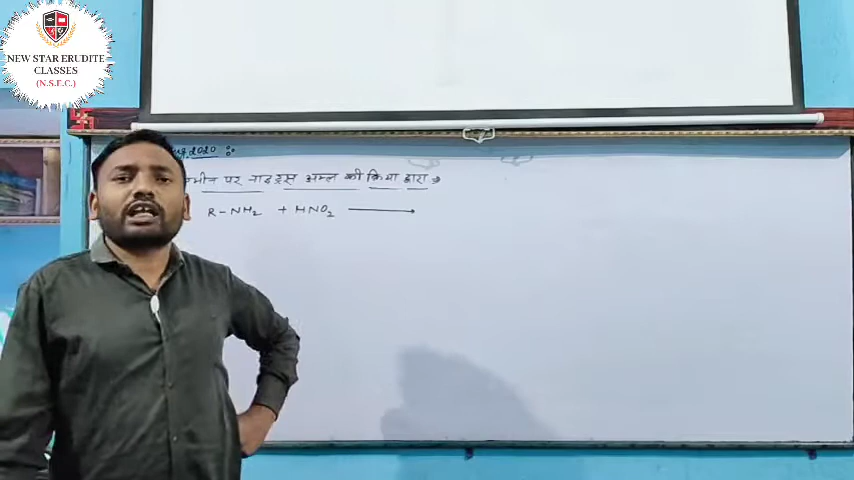 NEW STAR ERUDITE
CLASSES
(N.S.E.C.)
2020
पर नाइट्रस अम्ल की क्रिया द्वारा →
R-NH₂ + HNO₂ ⟶